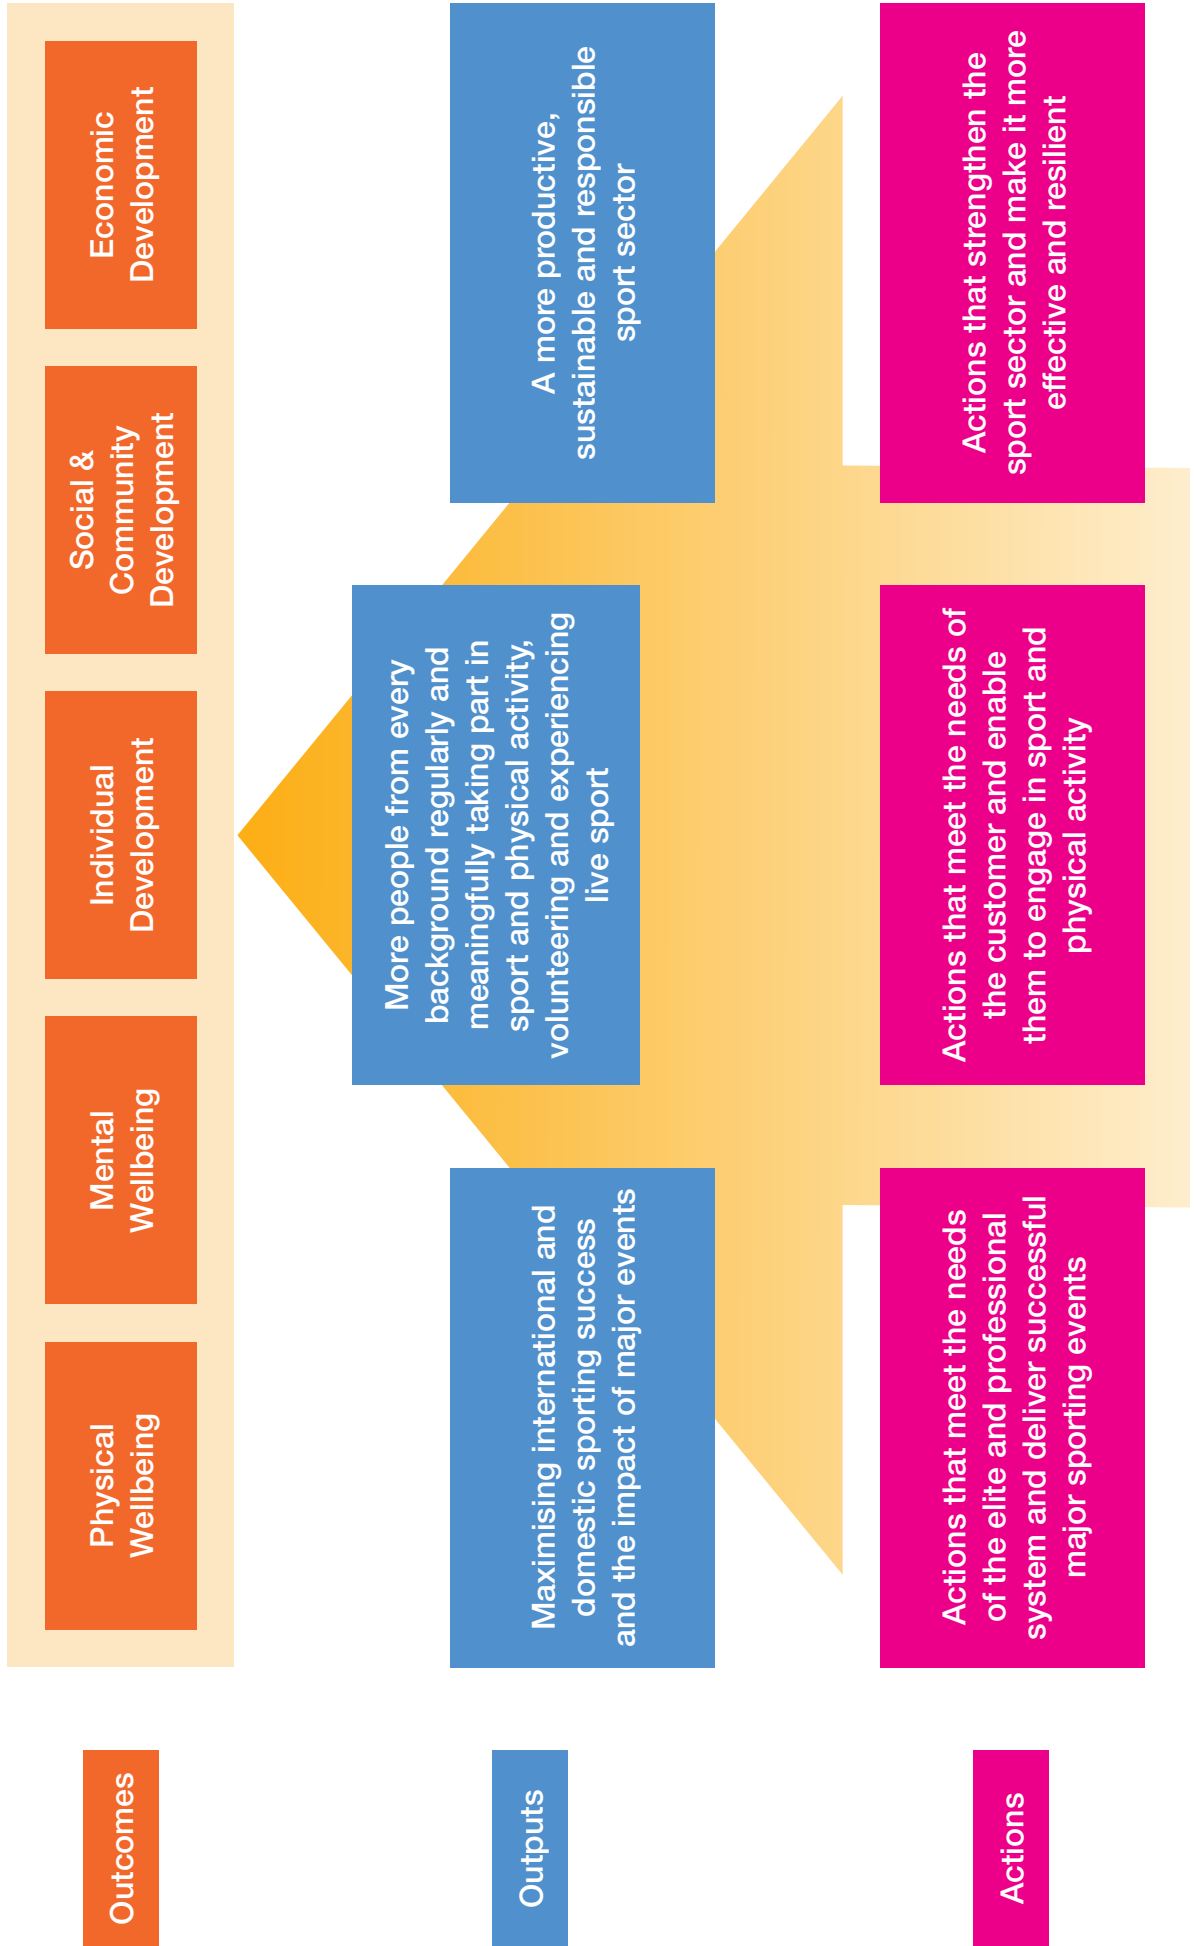 Outcomes
Physical
Wellbeing
Mental
Wellbeing
Individual
Development
Social &
Community
Development
Economic
Development
Outputs
Maximising international and
domestic sporting success
and the impact of major events
More people from every
background regularly and
meaningfully taking part in
sport and physical activity,
volunteering and experiencing
live sport
A more productive,
sustainable and responsible
sport sector
Actions
Actions that meet the needs
of the elite and professional
system and deliver successful
major sporting events
Actions that meet the needs of
the customer and enable
them to engage in sport and
physical activity
Actions that strengthen the
sport sector and make it more
effective and resilient